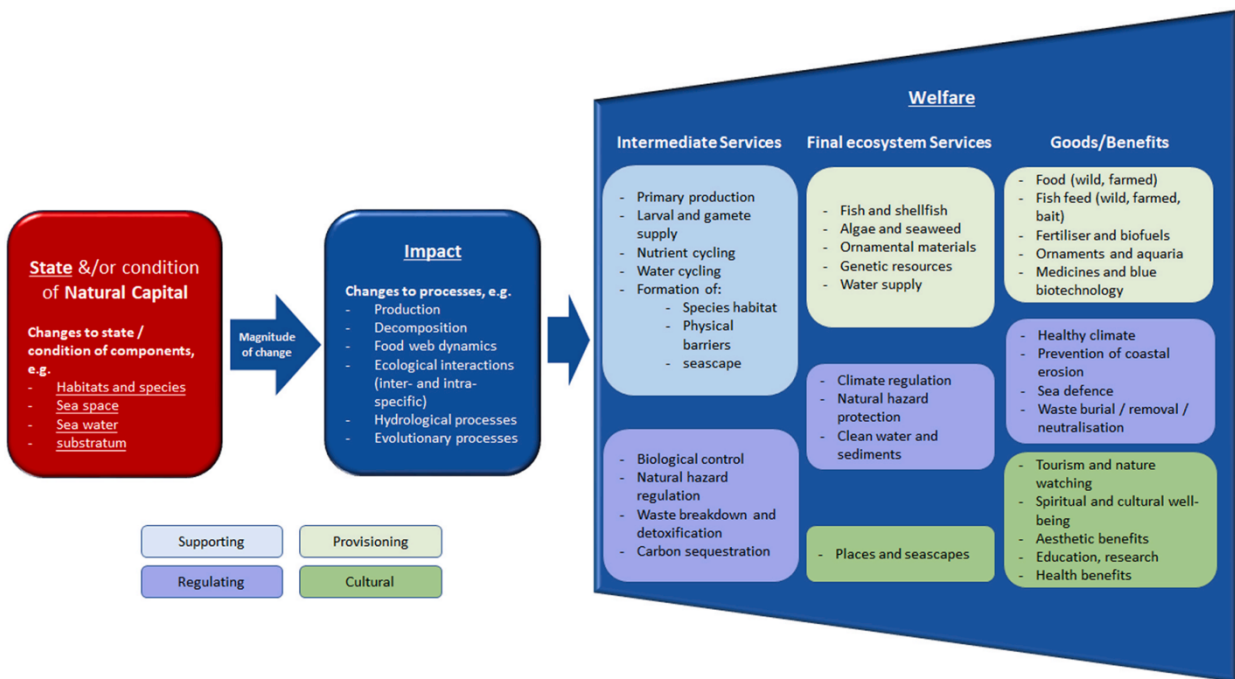 State &/or condition
of Natural Capital
Changes to state /
condition of components,
e.g.
- Habitats and species
- Sea space
- Sea water
- substratum
Magnitude
of change
Impact
Changes to processes, e.g.
- Production
- Decomposition
- Food web dynamics
- Ecological interactions
(inter- and intra-
specific)
- Hydrological processes
- Evolutionary processes
Supporting
Provisioning
Regulating
Cultural
Welfare
Intermediate Services
- Primary production
- Larval and gamete
supply
- Nutrient cycling
- Water cycling
- Formation of:
- Species habitat
- Physical
barriers
- seascape
- Biological control
- Natural hazard
regulation
- Waste breakdown and
detoxification
- Carbon sequestration
Final ecosystem Services
- Fish and shellfish
- Algae and seaweed
- Ornamental materials
- Genetic resources
- Water supply
- Climate regulation
- Natural hazard
protection
- Clean water and
sediments
- Places and seascapes
Goods/Benefits
- Food (wild, farmed)
- Fish feed (wild, farmed,
bait)
- Fertiliser and biofuels
- Ornaments and aquaria
- Medicines and blue
biotechnology
- Healthy climate
- Prevention of coastal
erosion
- Sea defence
- Waste burial / removal /
neutralisation
- Tourism and nature
watching
- Spiritual and cultural well-
being
- Aesthetic benefits
- Education, research
- Health benefits